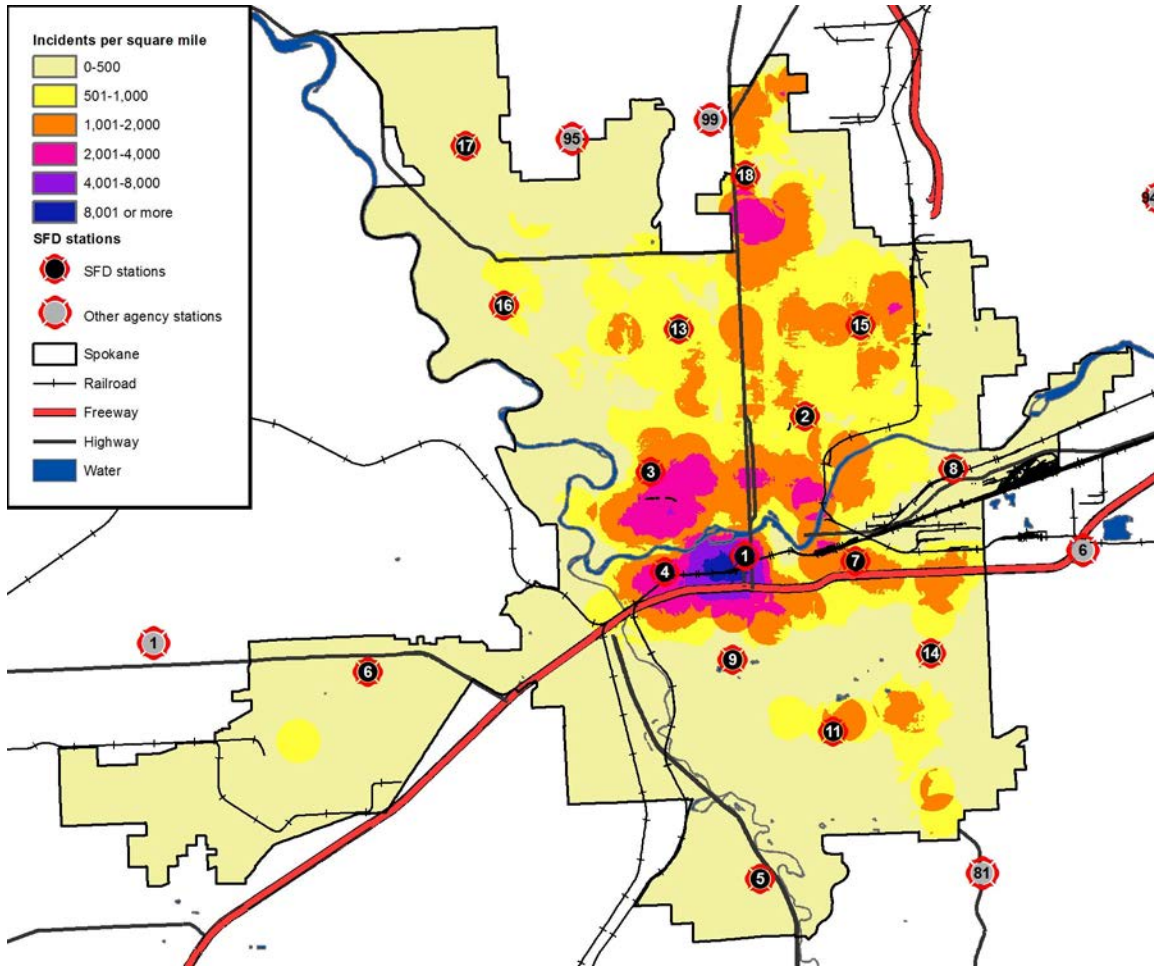 Incidents per square mile
0-500
501-1,000
1,001-2,000
2,001-4,000
4,001-8,000
8,001 or more
SFD stations
SFD stations
Other agency stations
Spokane
Railroad
Freeway
Highway
Water
99
95
17
18
94
16
13
15
2
3
8
1
4
7
6
1
9
14
6
11
5
81